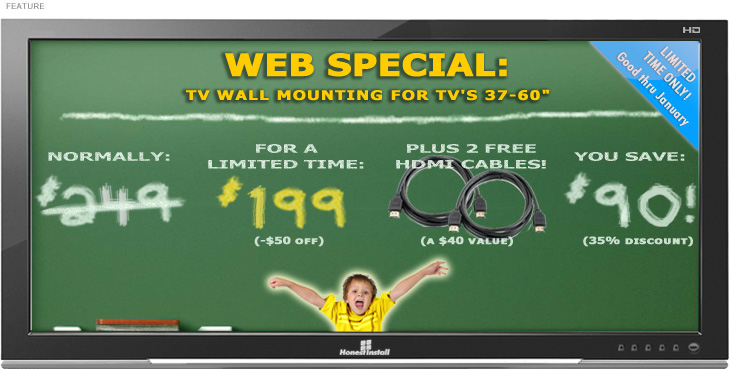 FEATURE
HD
WEB SPECIAL:
TV WALL MOUNTING FOR TV'S 37-60"
LIMITED
TIME ONLY!
Good thru January
NORMALLY:
$249
FOR A
LIMITED TIME:
$199
(-$50 OFF)
PLUS 2 FREE
HDMI CABLES!
(A $40 VALUE)
YOU SAVE:
$90!
(35% DISCOUNT)
HonestInstall